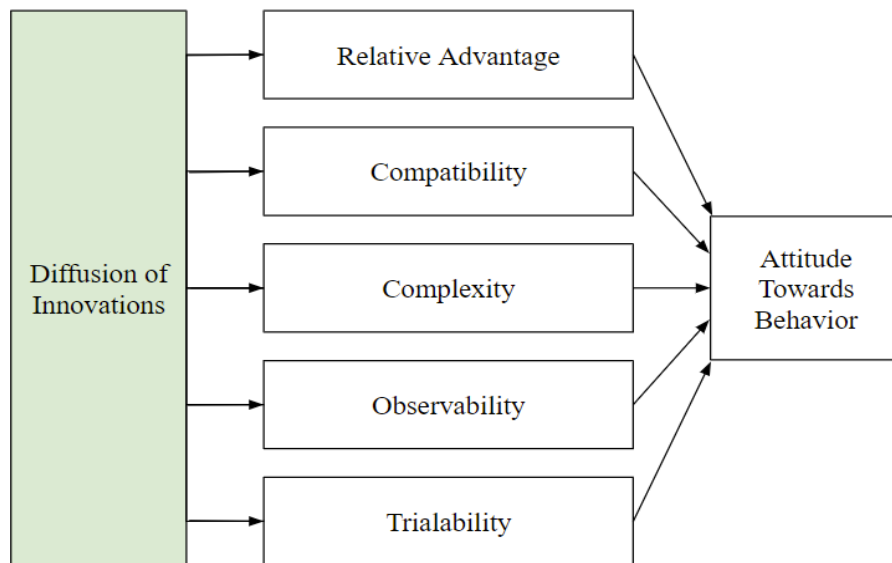 Diffusion of
Innovations
Relative Advantage
Compatibility
Complexity
Observability
Trialability
Attitude
Towards
Behavior